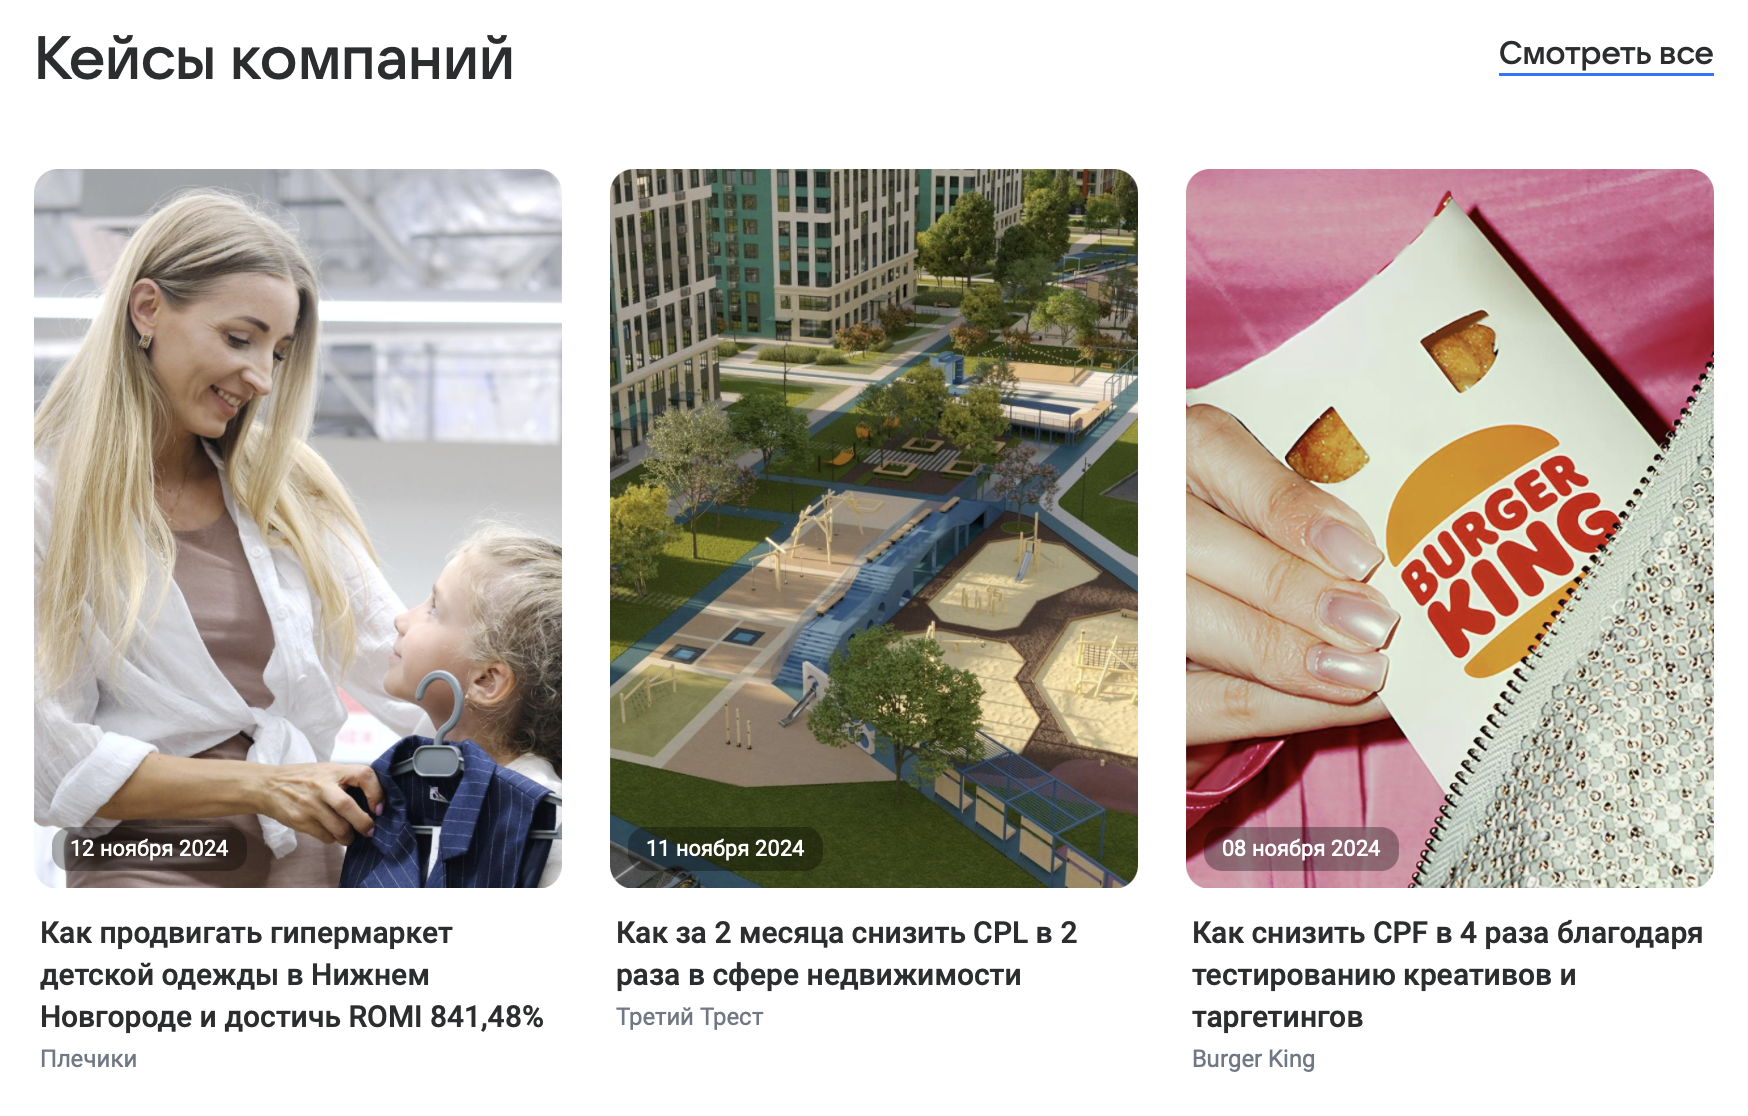 Кейсы компаний
Смотреть все
BURGER
KING
12 ноября 2024
11 ноября 2024
08 ноября 2024
Как продвигать гипермаркет
детской одежды в Нижнем
Новгороде и достичь ROMI 841,48%
Плечики
Как за 2 месяца снизить CPL в 2
раза в сфере недвижимости
Третий Трест
Как снизить CPF в 4 раза благодаря
тестированию креативов и
таргетингов
Burger King